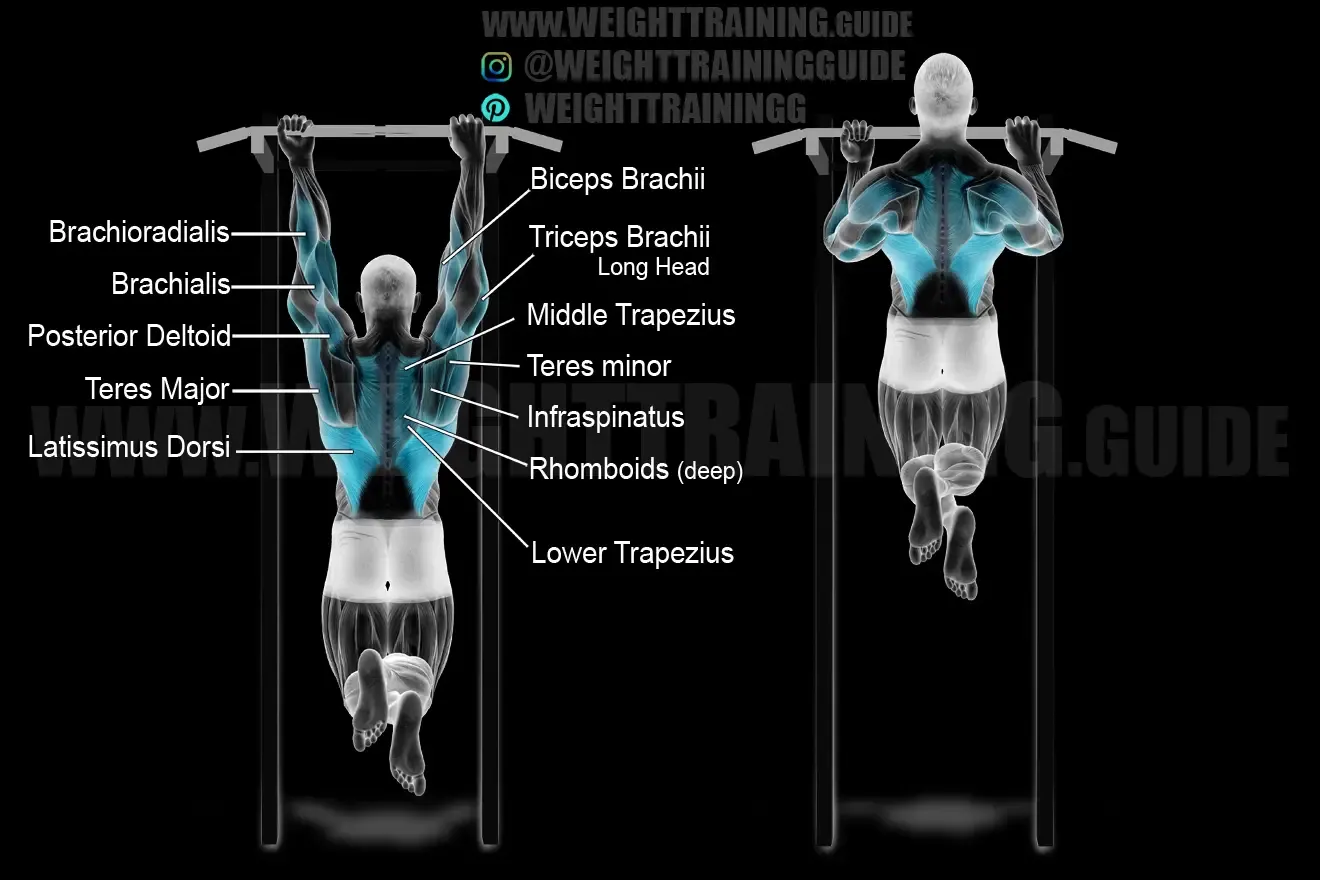 WWW.WEIGHTTRAINING.GUIDE
@WEIGHTTRAININGGUIDE
WEIGHTTRAININGG
Brachioradialis
Brachialis
Posterior Deltoid
Teres Major
Latissimus Dorsi
Biceps Brachii
Triceps Brachii
Long Head
Middle Trapezius
Teres minor
Infraspinatus
Rhomboids (deep)
Lower Trapezius
WWW.WEIGHTTRAINING.GUIDE